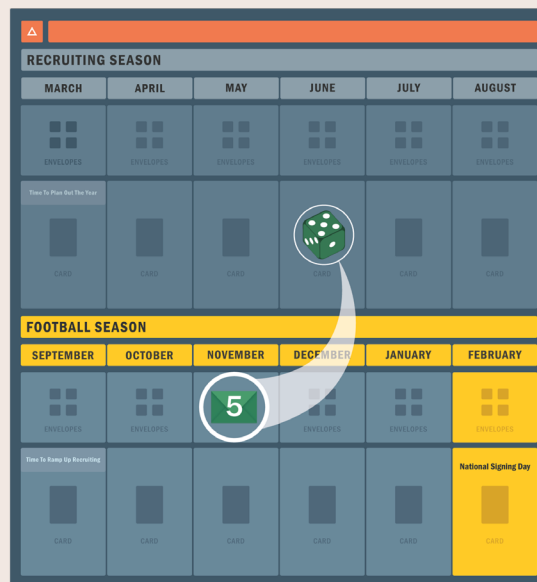 RECRUITING SEASON
MARCH APRIL MAY JUNE JULY AUGUST
ENVELOPES ENVELOPES ENVELOPES ENVELOPES ENVELOPES ENVELOPES
Time To Plan Out The Year
CARD CARD CARD CARD CARD CARD
FOOTBALL SEASON
SEPTEMBER OCTOBER NOVEMBER DECEMBER JANUARY FEBRUARY
5
ENVELOPES ENVELOPES ENVELOPES ENVELOPES ENVELOPES
Time To Ramp Up Recruiting National Signing Day
CARD CARD CARD CARD CARD CARD